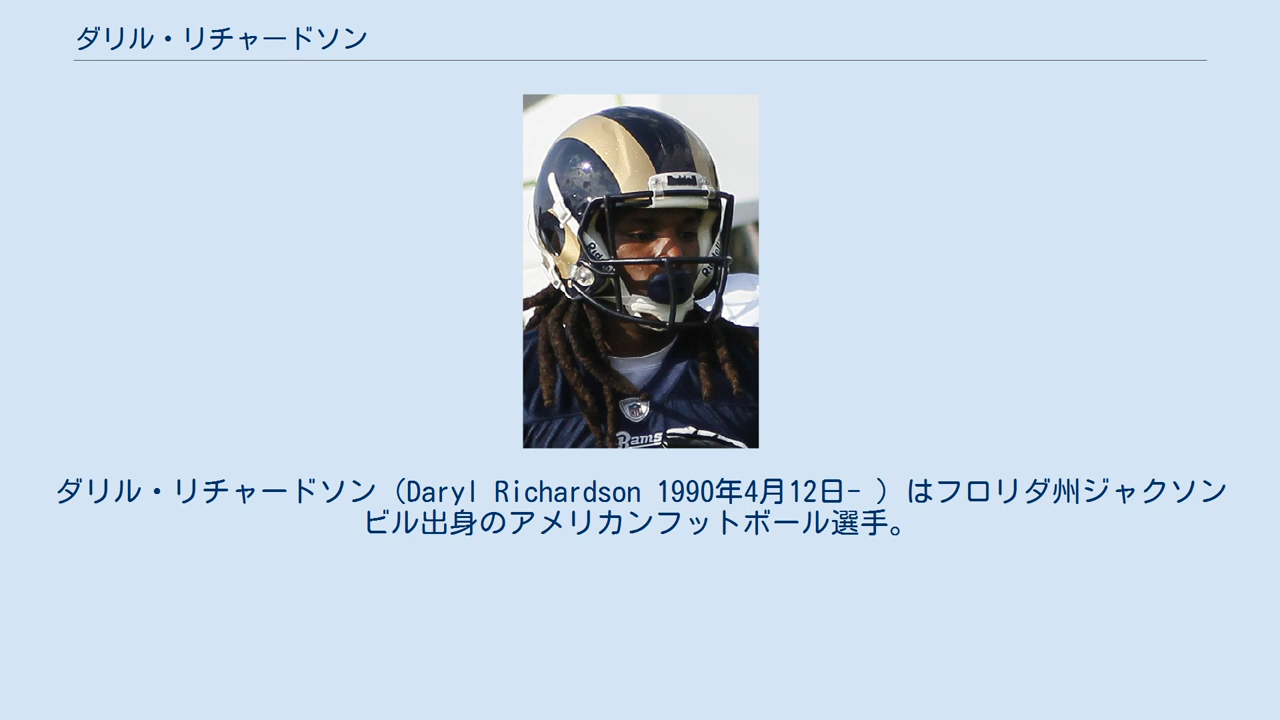 ダリル・リチャードソン
Riddell
Riddell
Rams
ダリル・リチャードソン（Daryl Richardson 1990年4月12日− ）はフロリダ州ジャクソン
ビル出身のアメリカンフットボール選手。